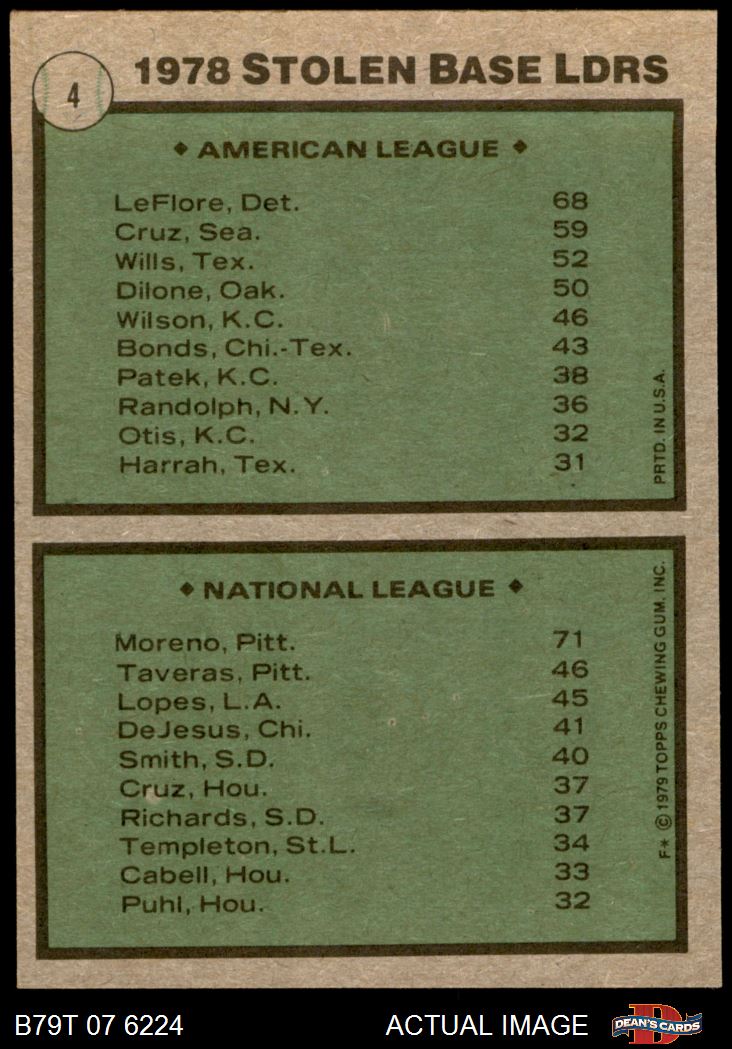 4
1978 STOLEN BASE LDRS
◆ AMERICAN LEAGUE ◆
LeFlore, Det. 68
Cruz, Sea. 59
Wills, Tex. 52
Dilone, Oak. 50
Wilson, K.C. 46
Bonds, Chi.-Tex. 43
Patek, K.C. 38
Randolph, N.Y. 36
Otis, K.C. 32
Harrah, Tex. 31
PRTD. IN U.S.A.
◆ NATIONAL LEAGUE ◆
Moreno, Pitt. 71
Taveras, Pitt. 46
Lopes, L.A. 45
DeJesus, Chi. 41
Smith, S.D. 40
Cruz, Hou. 37
Richards, S.D. 37
Templeton, St.L. 34
Cabell, Hou. 33
Puhl, Hou. 32
F* © 1979 TOPPS CHEWING GUM, INC.
B79T 07 6224 ACTUAL IMAGE
D
DEAN'S CARDS